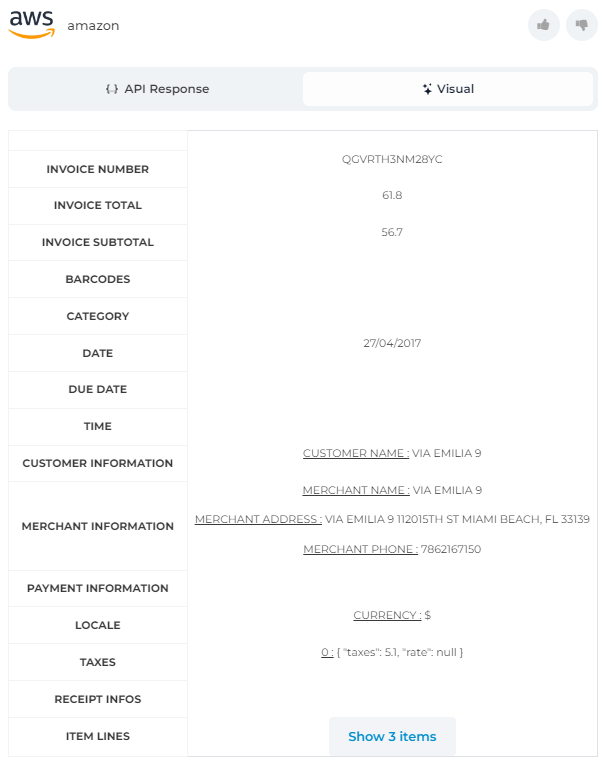 aws amazon
API Response Visual
INVOICE NUMBER QGVRTH3NM28YC
INVOICE TOTAL 61.8
INVOICE SUBTOTAL 56.7
BARCODES
CATEGORY
DATE 27/04/2017
DUE DATE
TIME
CUSTOMER INFORMATION CUSTOMER NAME : VIA EMILIA 9
MERCHANT INFORMATION MERCHANT NAME : VIA EMILIA 9
MERCHANT ADDRESS : VIA EMILIA 9 112015TH ST MIAMI BEACH, FL 33139
MERCHANT PHONE : 7862167150
PAYMENT INFORMATION
LOCALE CURRENCY : $
TAXES 0 : { "taxes": 5.1, "rate": null }
RECEIPT INFOS
ITEM LINES Show 3 items